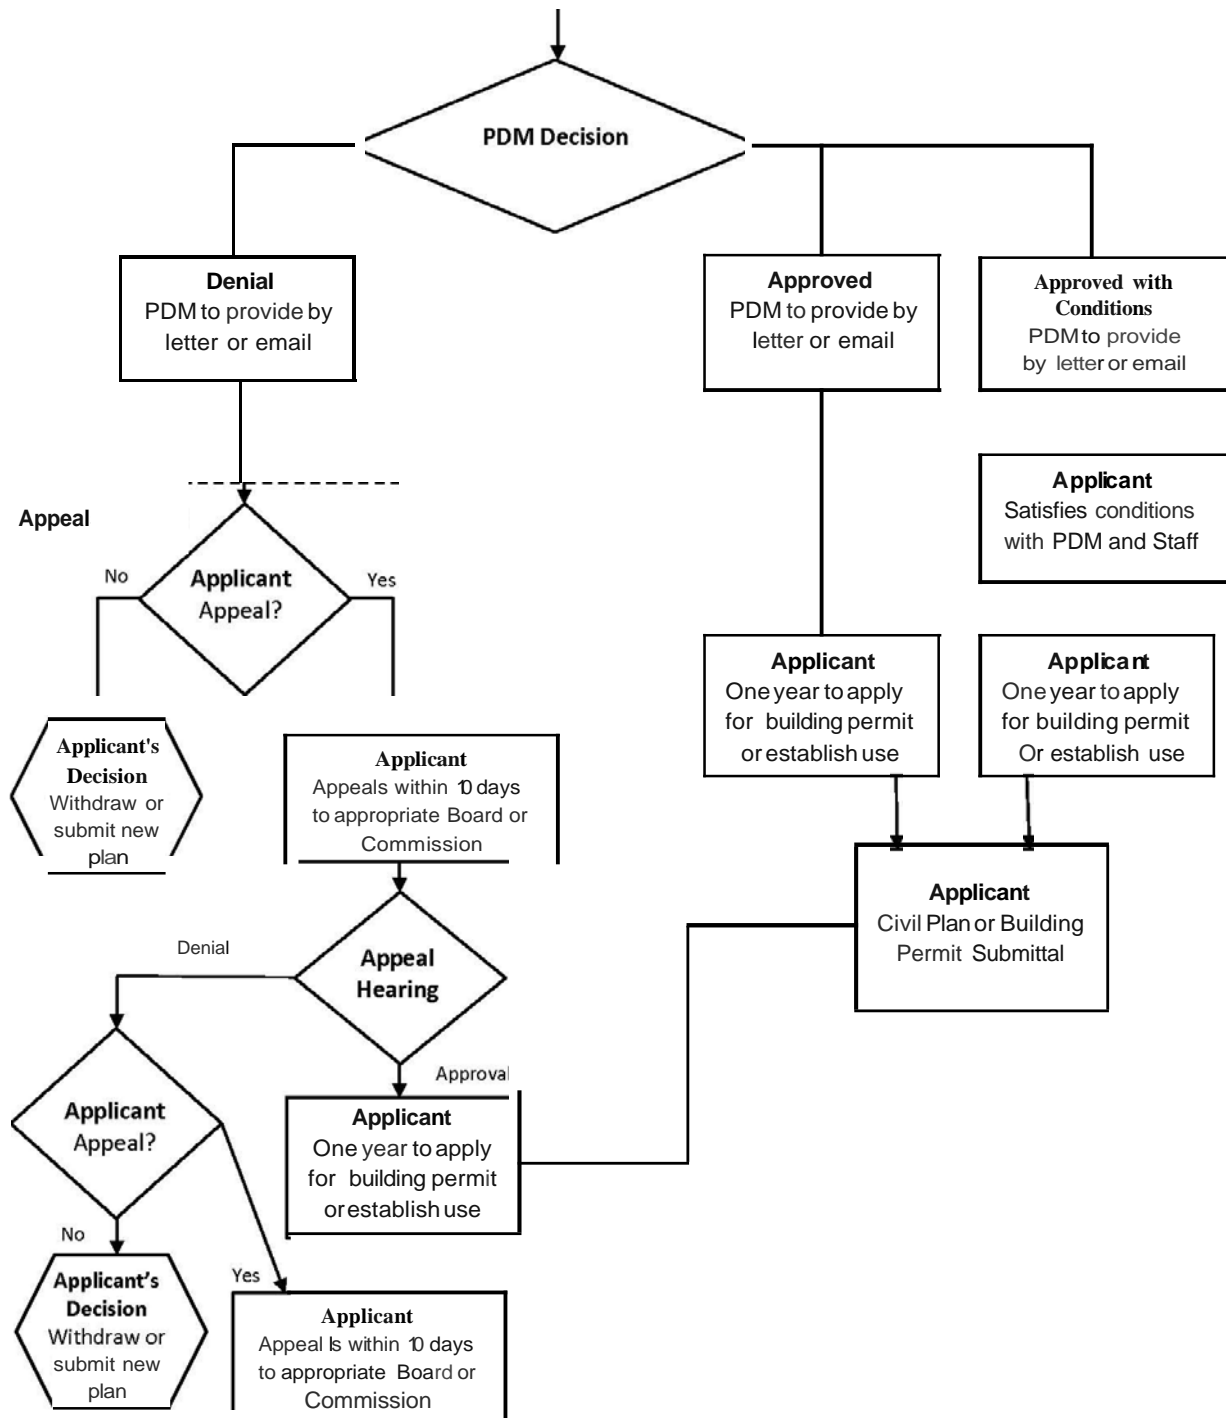 PDM Decision
Denial
PDM to provide by
letter or email
Approved
PDM to provide by
letter or email
Approved with
Conditions
PDM to provide
by letter or email
Appeal
No
Applicant
Appeal?
Yes
Applicant
Satisfies conditions
with PDM and Staff
Applicant
One year to apply
for building permit
or establish use
Applicant
One year to apply
for building permit
Or establish use
Applicant's
Decision
Withdraw or
submit new
plan
Applicant
Appeals within 10 days
to appropriate Board or
Commission
Applicant
Civil Plan or Building
Permit Submittal
Denial
Appeal
Hearing
Approval
Applicant
Appeal?
Applicant
One year to apply
for building permit
or establish use
No
Applicant’s
Decision
Withdraw or
submit new
plan
Yes
Applicant
Appeal Is within 10 days
to appropriate Board or
Commission